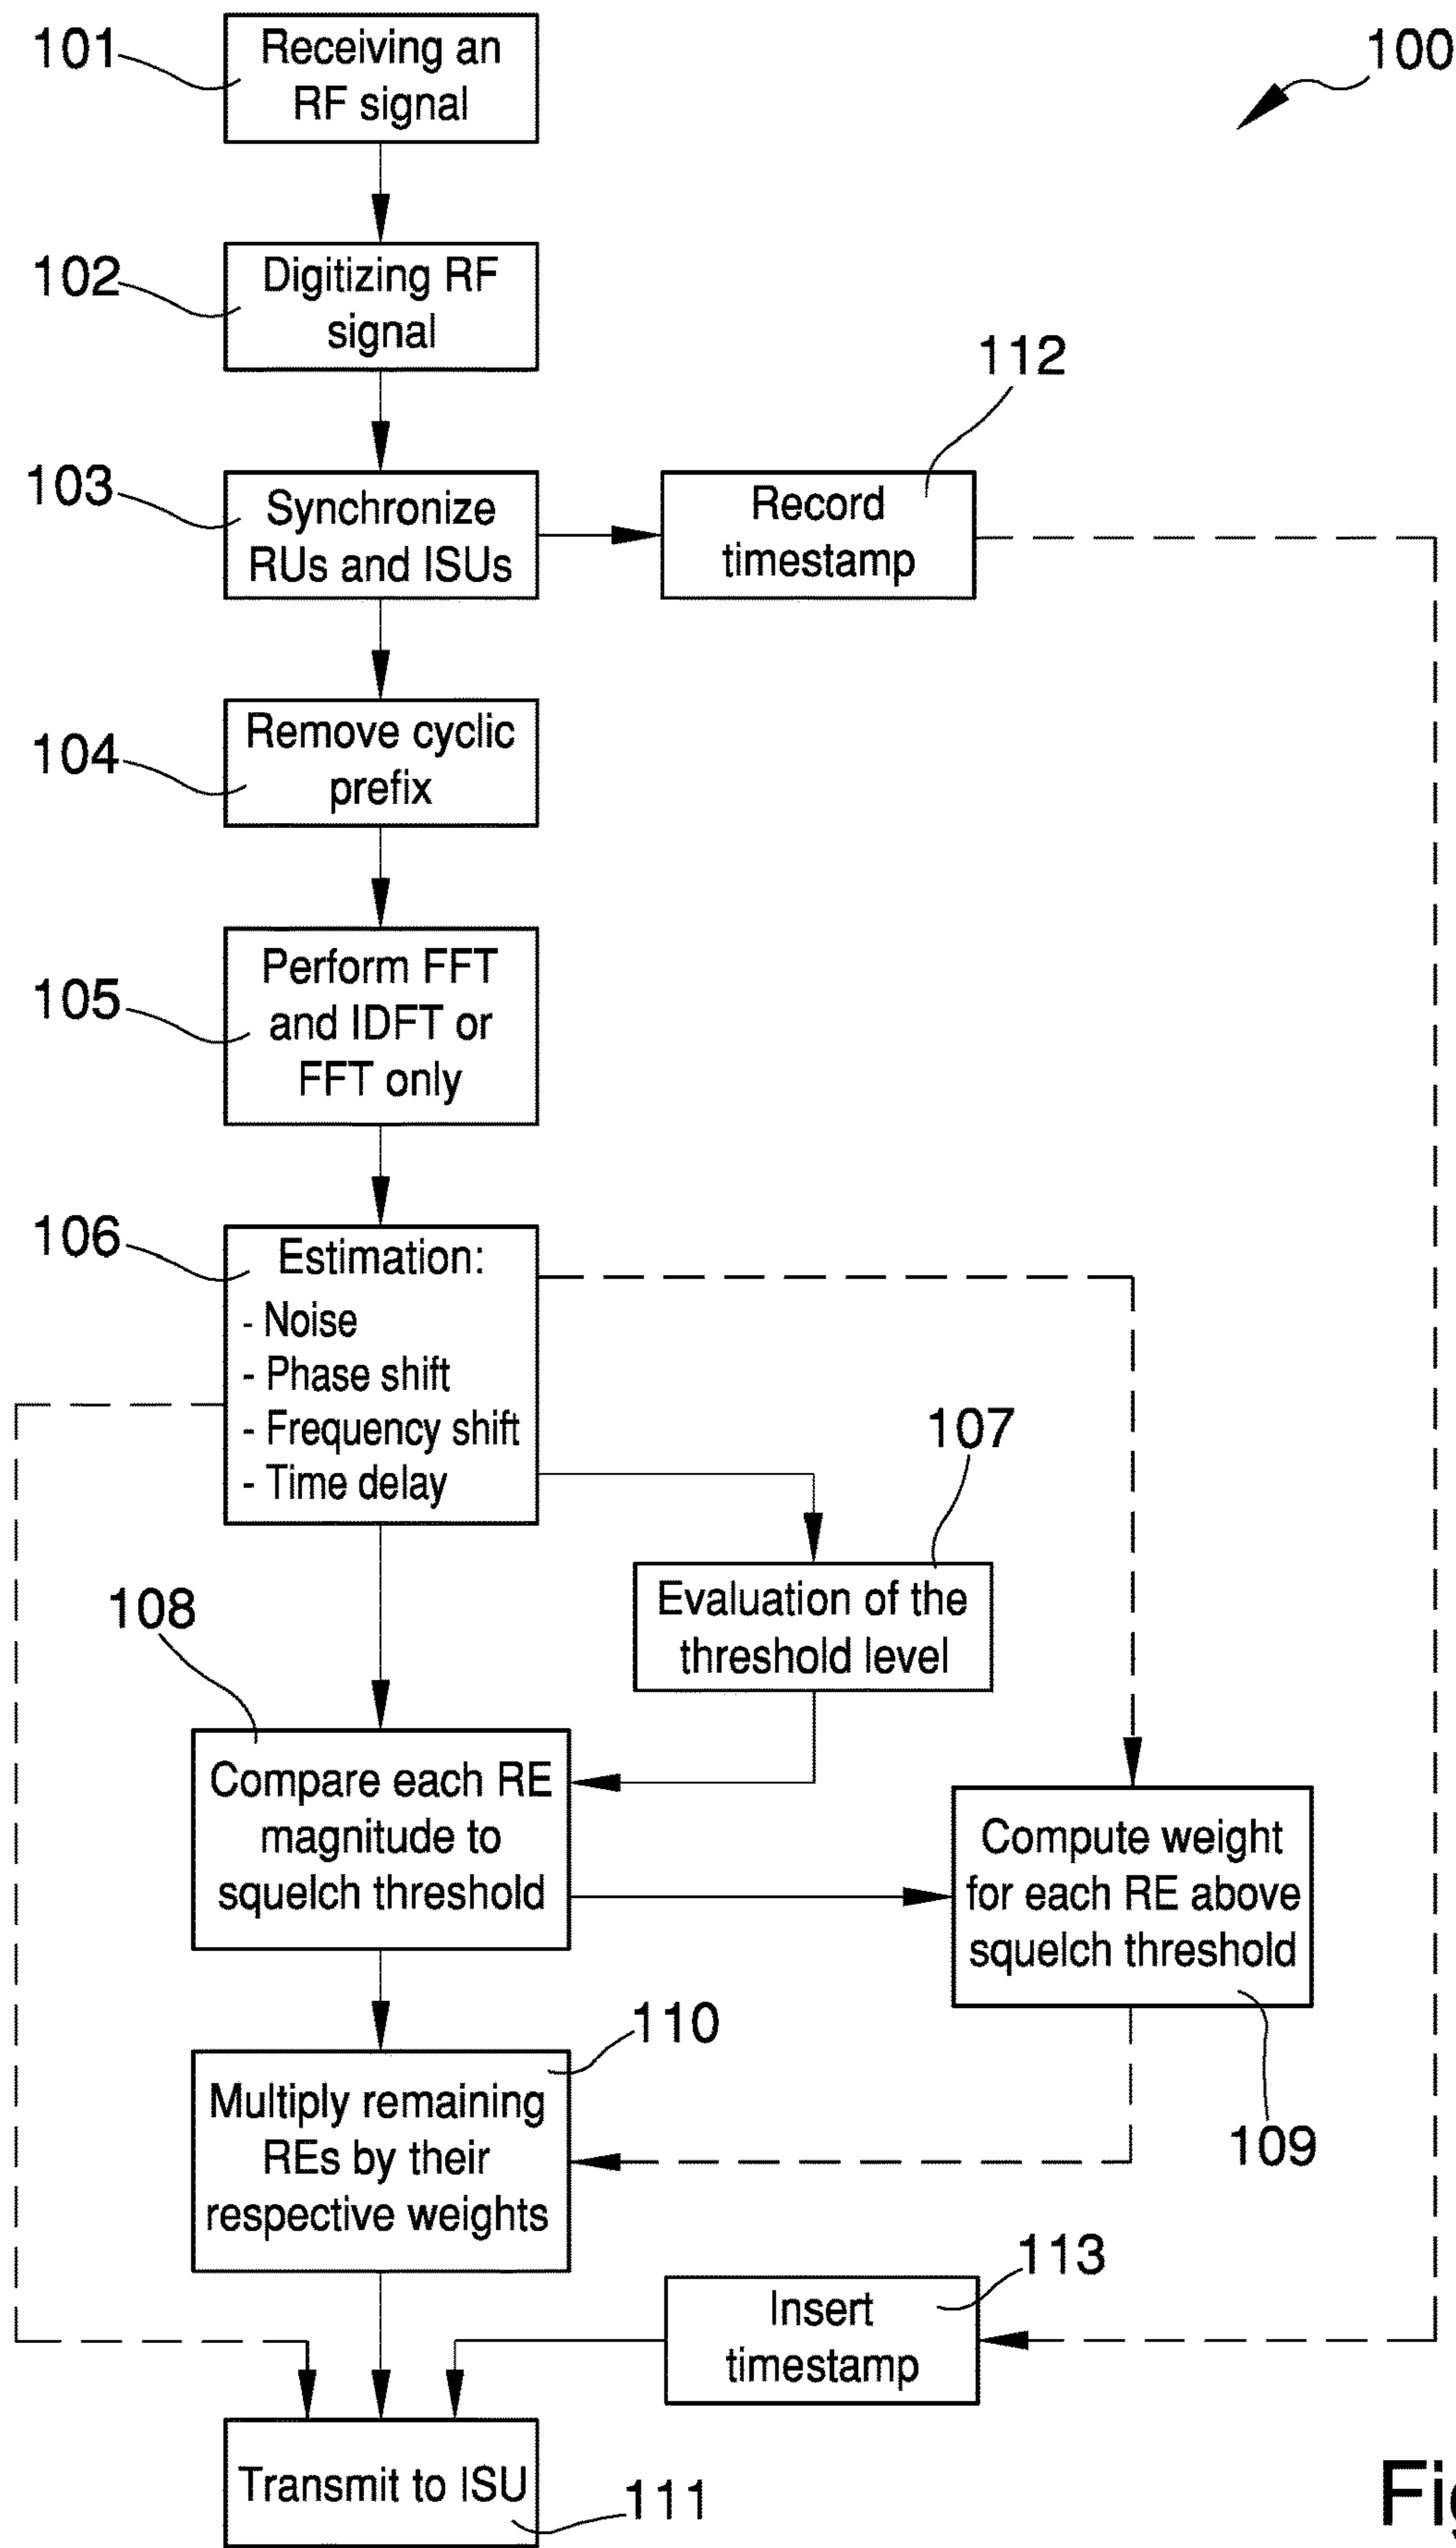 100
101
Receiving an
RF signal
102
Digitizing RF
signal
112
103
Synchronize
RUs and ISUs
Record
timestamp
104
Remove cyclic
prefix
105
Perform FFT
and IDFT or
FFT only
106
Estimation:
- Noise
- Phase shift
- Frequency shift
- Time delay
107
Evaluation of the
threshold level
108
Compare each RE
magnitude to
squelch threshold
Compute weight
for each RE above
squelch threshold
109
110
Multiply remaining
REs by their
respective weights
113
Insert
timestamp
Transmit to ISU
111